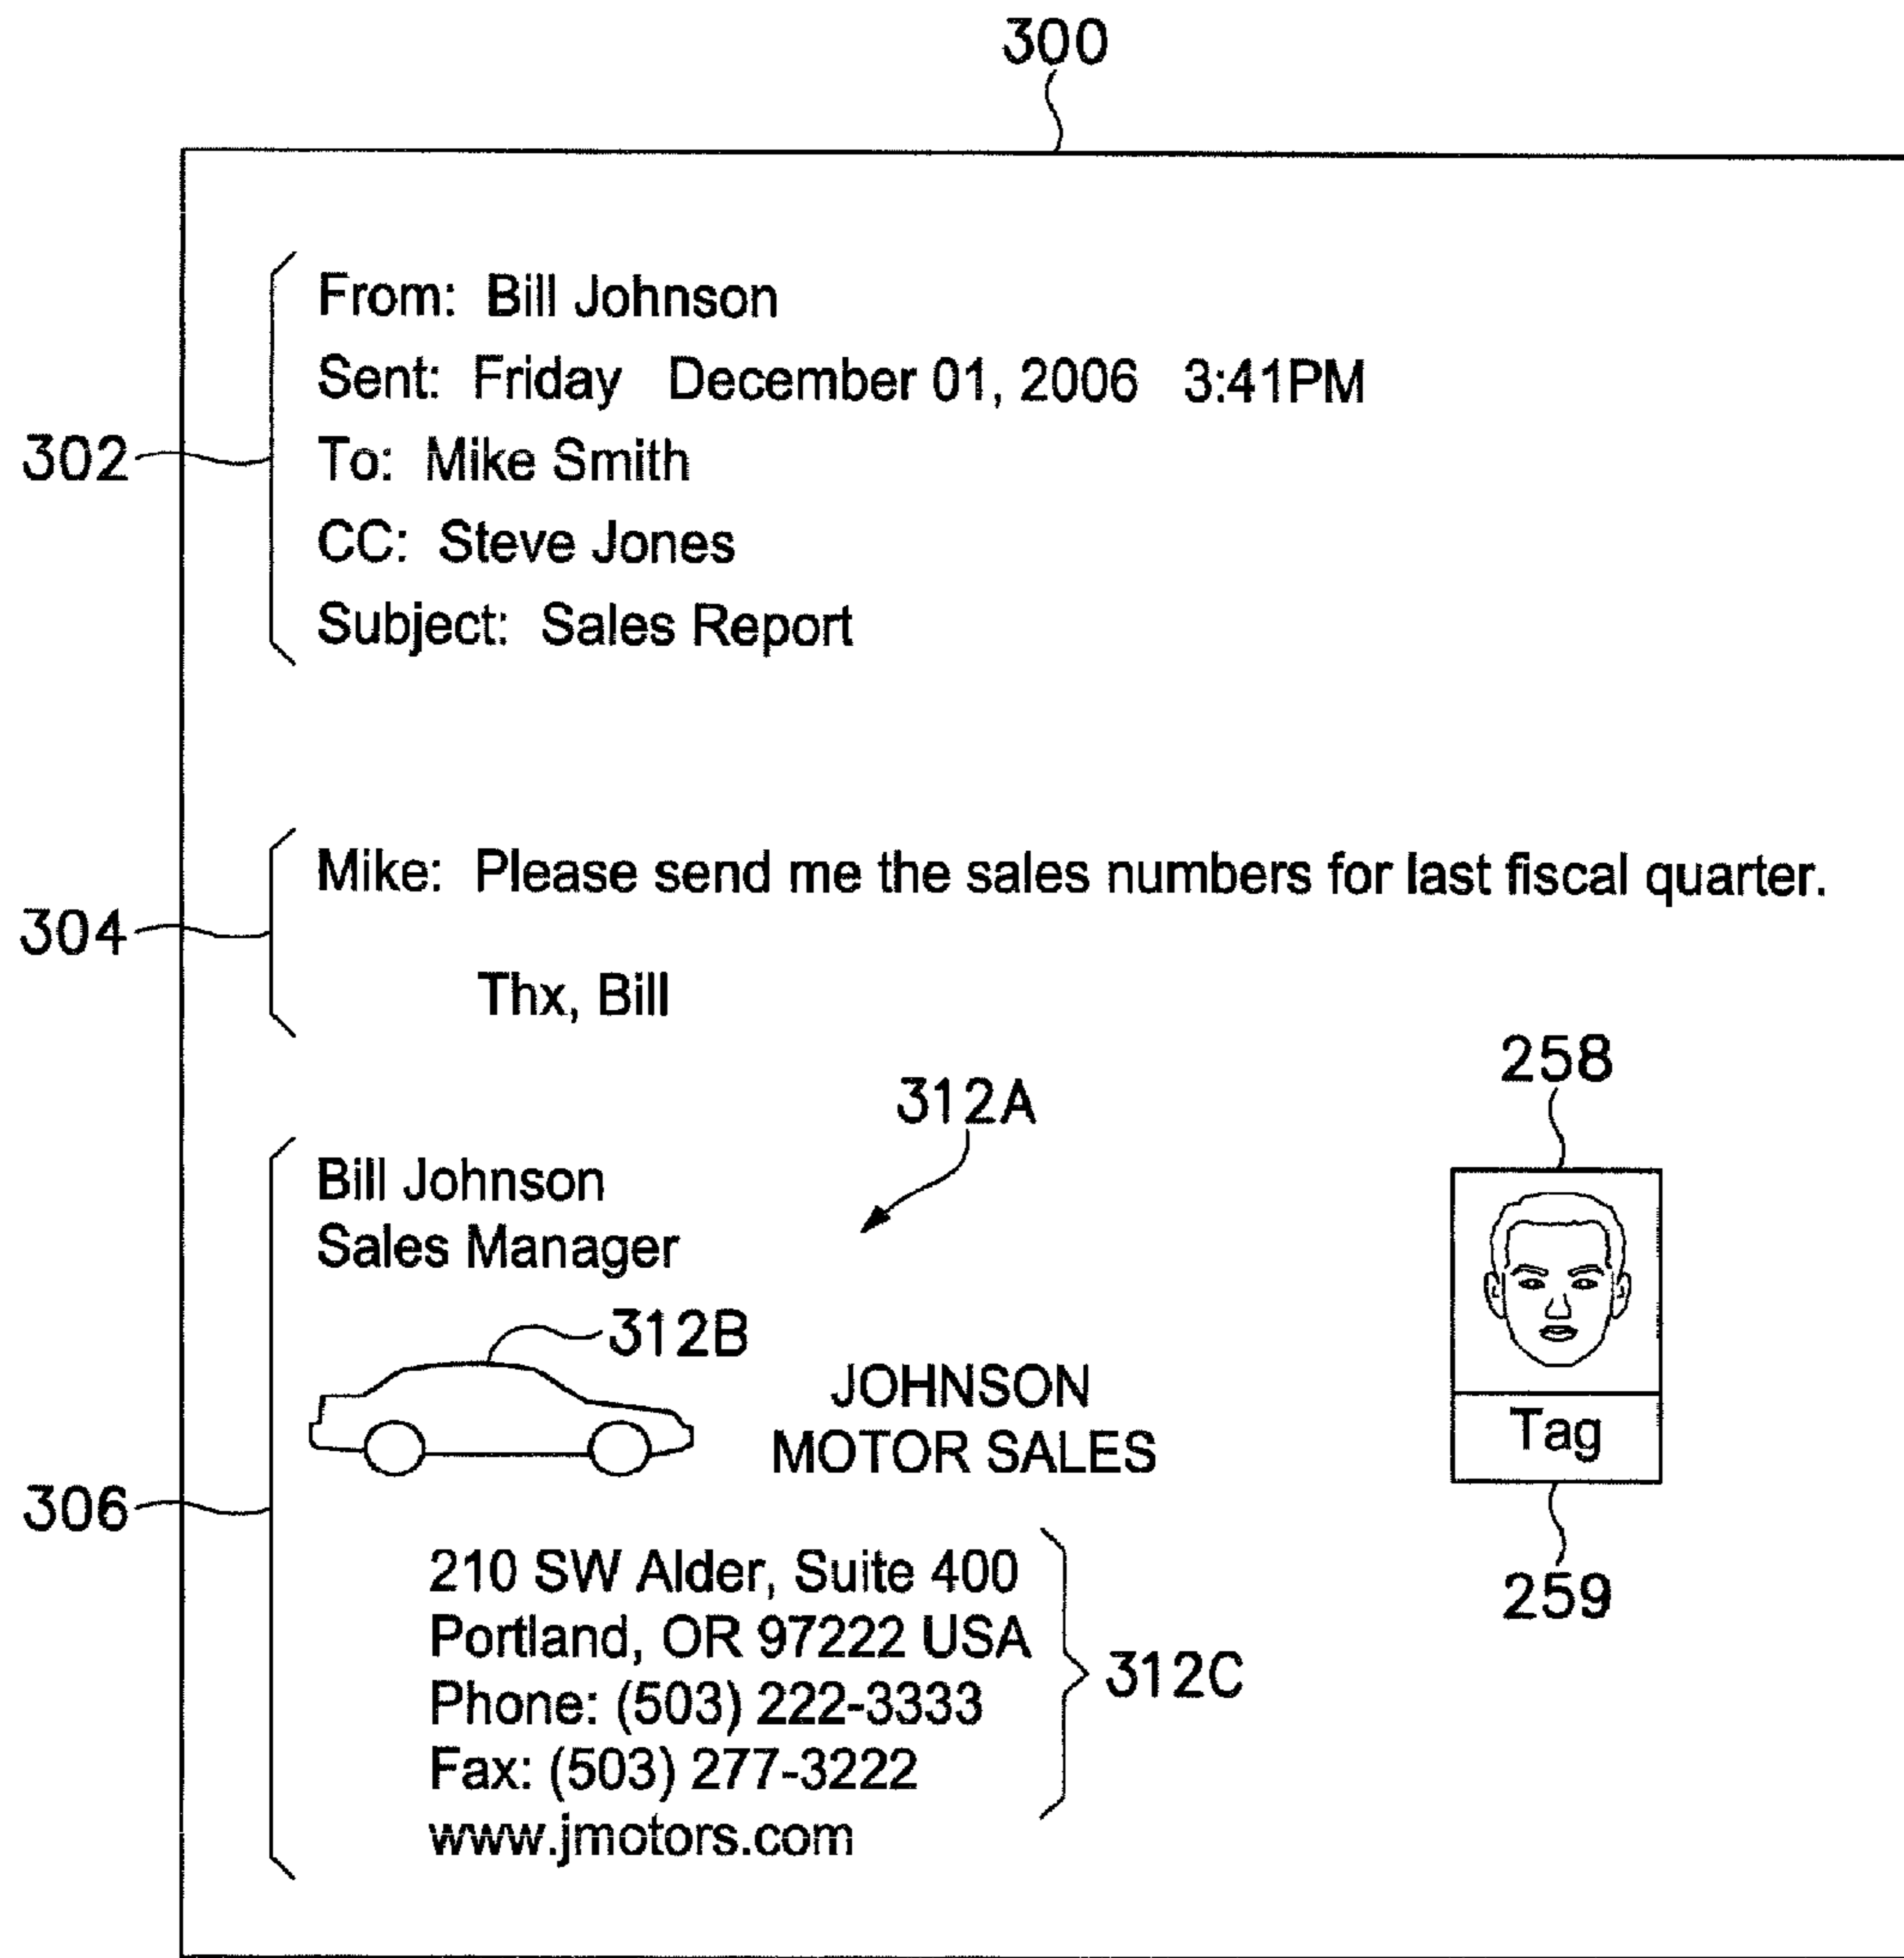 300
From: Bill Johnson
Sent: Friday December 01, 2006 3:41PM
302
To: Mike Smith
CC: Steve Jones
Subject: Sales Report
Mike: Please send me the sales numbers for last fiscal quarter.
304
Thx, Bill
258
312A
Bill Johnson
Sales Manager
312B
JOHNSON
MOTOR SALES
Tag
306
259
210 SW Alder, Suite 400
Portland, OR 97222 USA
312C
Phone: (503) 222-3333
Fax: (503) 277-3222
www.jmotors.com